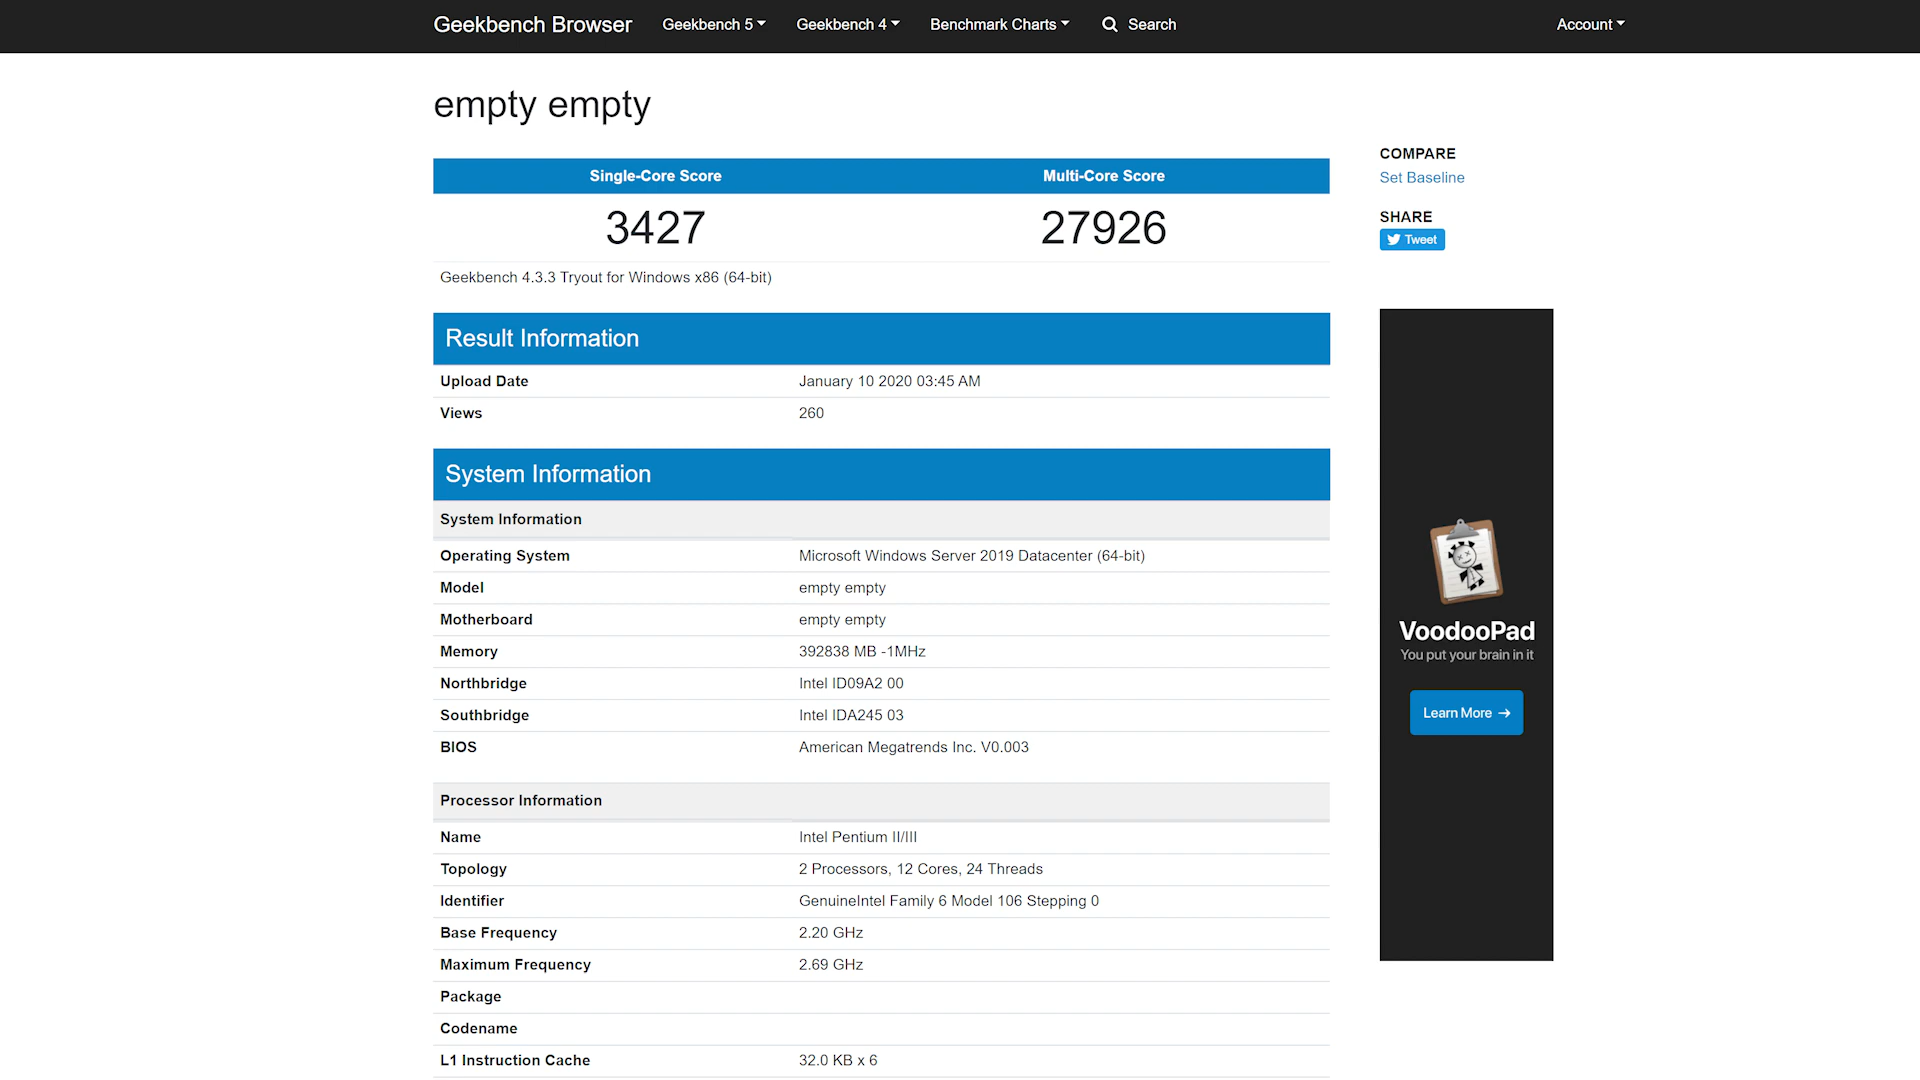 Geekbench Browser Geekbench 5 Geekbench 4 Benchmark Charts Search Account
empty empty
Single-Core Score Multi-Core Score
3427 27926
Geekbench 4.3.3 Tryout for Windows x86 (64-bit)
Result Information
Upload Date January 10 2020 03:45 AM
Views 260
System Information
System Information
Operating System Microsoft Windows Server 2019 Datacenter (64-bit)
Model empty empty
Motherboard empty empty
Memory 392838 MB -1MHz
Northbridge Intel ID09A2 00
Southbridge Intel IDA245 03
BIOS American Megatrends Inc. V0.003
Processor Information
Name Intel Pentium II/III
Topology 2 Processors, 12 Cores, 24 Threads
Identifier GenuineIntel Family 6 Model 106 Stepping 0
Base Frequency 2.20 GHz
Maximum Frequency 2.69 GHz
Package
Codename
L1 Instruction Cache 32.0 KB x 6
COMPARE
Set Baseline
SHARE
Tweet
VoodooPad
You put your brain in it
Learn More →